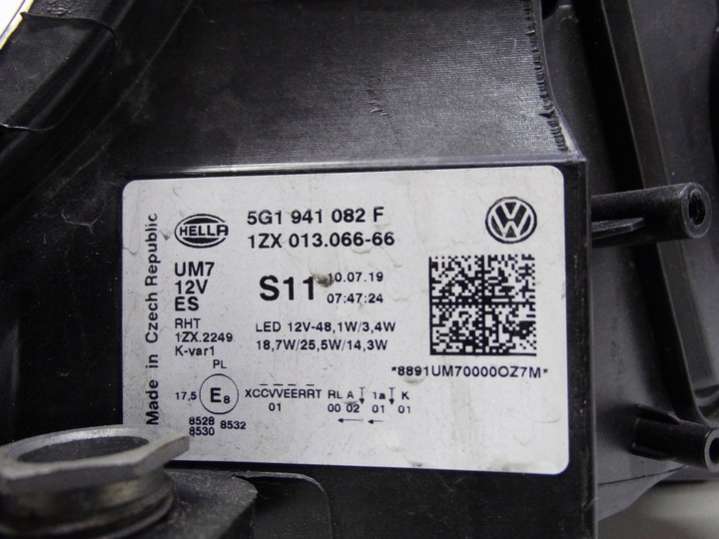 Made in Czech Republic
HELLA
5G1 941 082 F
1ZX 013.066-66
VW
UM7
12V
ES
S11
10.07.19
07:47:24
RHT
1ZX.2249
K-var1
LED 12V-48,1W/3,4W
18,7W/25,5W/14,3W
*8891UM70000OZ7M*
PL
17,5
E8
XCCVVEERRT RL A 1a K
01 00 02 01 01
8528
8530 8532